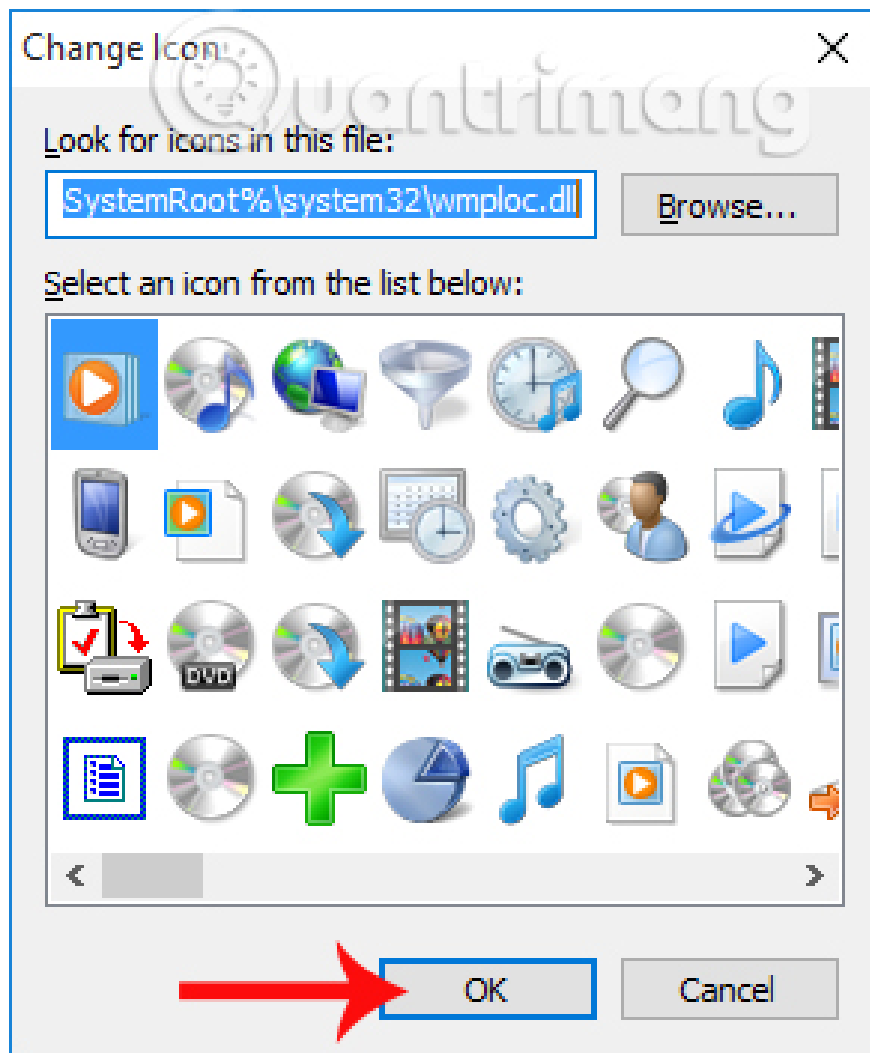 Change Icon
Quantrimang
Look for icons in this file:
SystemRoot%\system32\wmploc.dll
Browse...
Select an icon from the list below:
DVD
OK
Cancel